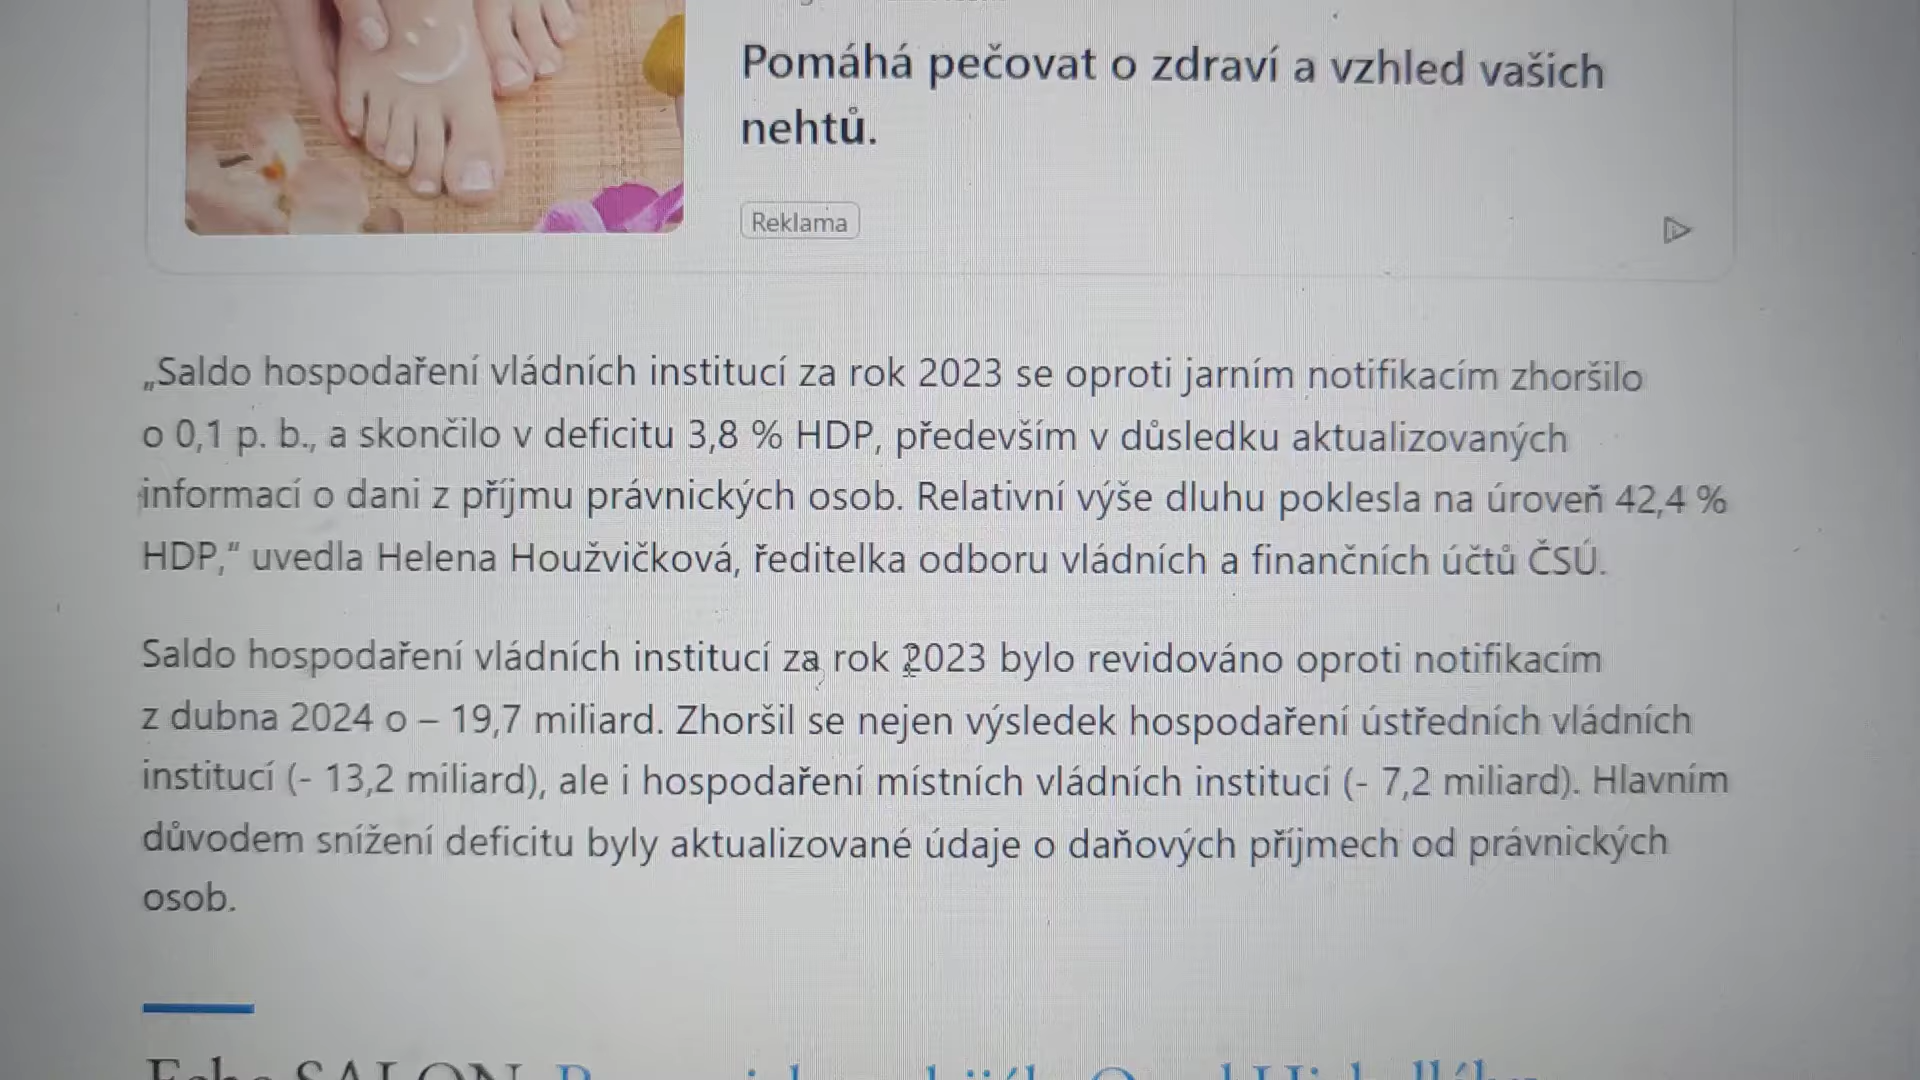 Pomáhá pečovat o zdraví a vzhled vašich
nehtů.
Reklama
„Saldo hospodaření vládních institucí za rok 2023 se oproti jarním notifikacím zhoršilo
o 0,1 p. b., a skončilo v deficitu 3,8 % HDP, především v důsledku aktualizovaných
informací o dani z příjmu právnických osob. Relativní výše dluhu poklesla na úroveň 42,4 %
HDP,“ uvedla Helena Houžvičková, ředitelka odboru vládních a finančních účtů ČSÚ.
Saldo hospodaření vládních institucí za rok 2023 bylo revidováno oproti notifikacím
z dubna 2024 o – 19,7 miliard. Zhoršil se nejen výsledek hospodaření ústředních vládních
institucí (- 13,2 miliard), ale i hospodaření místních vládních institucí (- 7,2 miliard). Hlavním
důvodem snížení deficitu byly aktualizované údaje o daňových příjmech od právnických
osob.
Echo SALON